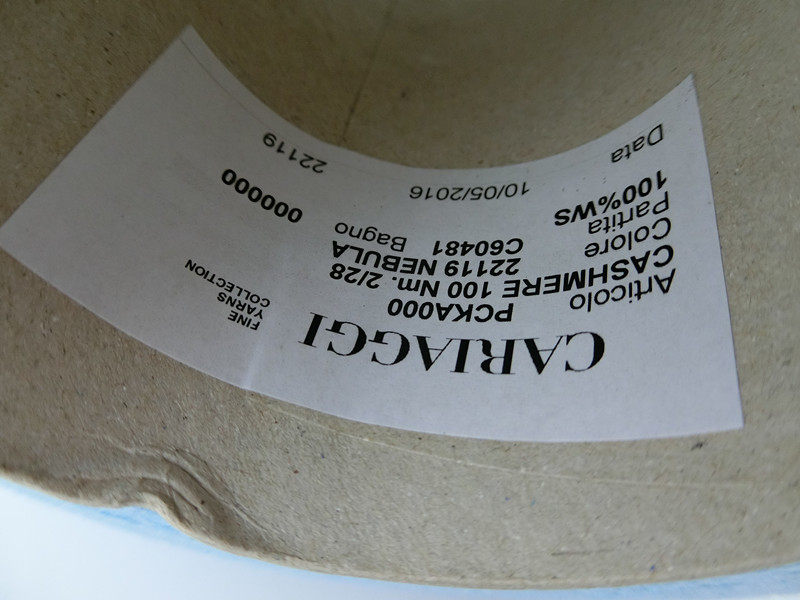 CARIAGGI
FINE
YARNS
COLLECTION
Articolo PCKA000
CASHMERE 100 Nm. 2/28
Colore 22119 NEBULA
Partita C60481 Bagno 000000
100%WS
Data 10/05/2016 22119